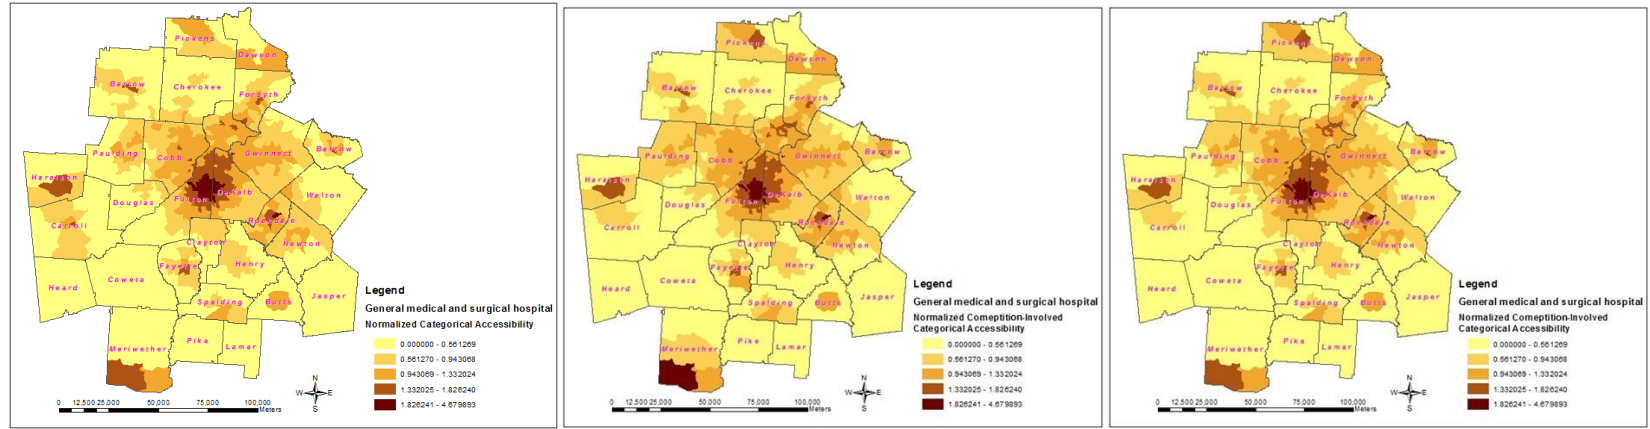 Pickens
Dawson
Barrow
Cherokee
Forsyth
Paulding
Cobb
Gwinnect
Barrow
Haralson
Douglas
Fulton
DeKalb
Walton
Carroll
Rockdale
Clayton
Newton
Fayette
Henry
Heard
Coweta
Spalding
Butts
Jasper
Meriwether
Pike
Lamar
Legend
General medical and surgical hospital
Normalized Categorical Accessibility
0.000000 - 0.561269
0.561270 - 0.943068
0.943069 - 1.332024
1.332025 - 1.826240
1.826241 - 4.679893
N
W E
S
0 12,500 25,000 50,000 75,000 100,000
Meters
Pickens
Dawson
Barrow
Cherokee
Forsyth
Paulding
Cobb
Gwinnect
Barrow
Haralson
Douglas
Fulton
DeKalb
Walton
Carroll
Rockdale
Clayton
Newton
Fayette
Henry
Heard
Coweta
Spalding
Butts
Jasper
Meriwether
Pike
Lamar
Legend
General medical and surgical hospital
Normalized Comeptition-Involved
Categorical Accessibility
0.000000 - 0.561269
0.561270 - 0.943068
0.943069 - 1.332024
1.332025 - 1.826240
1.826241 - 4.679893
N
W E
S
0 12,500 25,000 50,000 75,000 100,000
Meters
Pickens
Dawson
Barrow
Cherokee
Forsyth
Paulding
Cobb
Gwinnect
Barrow
Haralson
Douglas
Fulton
DeKalb
Walton
Carroll
Rockdale
Clayton
Newton
Fayette
Henry
Heard
Coweta
Spalding
Butts
Jasper
Meriwether
Pike
Lamar
Legend
General medical and surgical hospital
Normalized Comeptition-Involved
Categorical Accessibility
0.000000 - 0.561269
0.561270 - 0.943068
0.943069 - 1.332024
1.332025 - 1.826240
1.826241 - 4.679893
N
W E
S
0 12,500 25,000 50,000 75,000 100,000
Meters